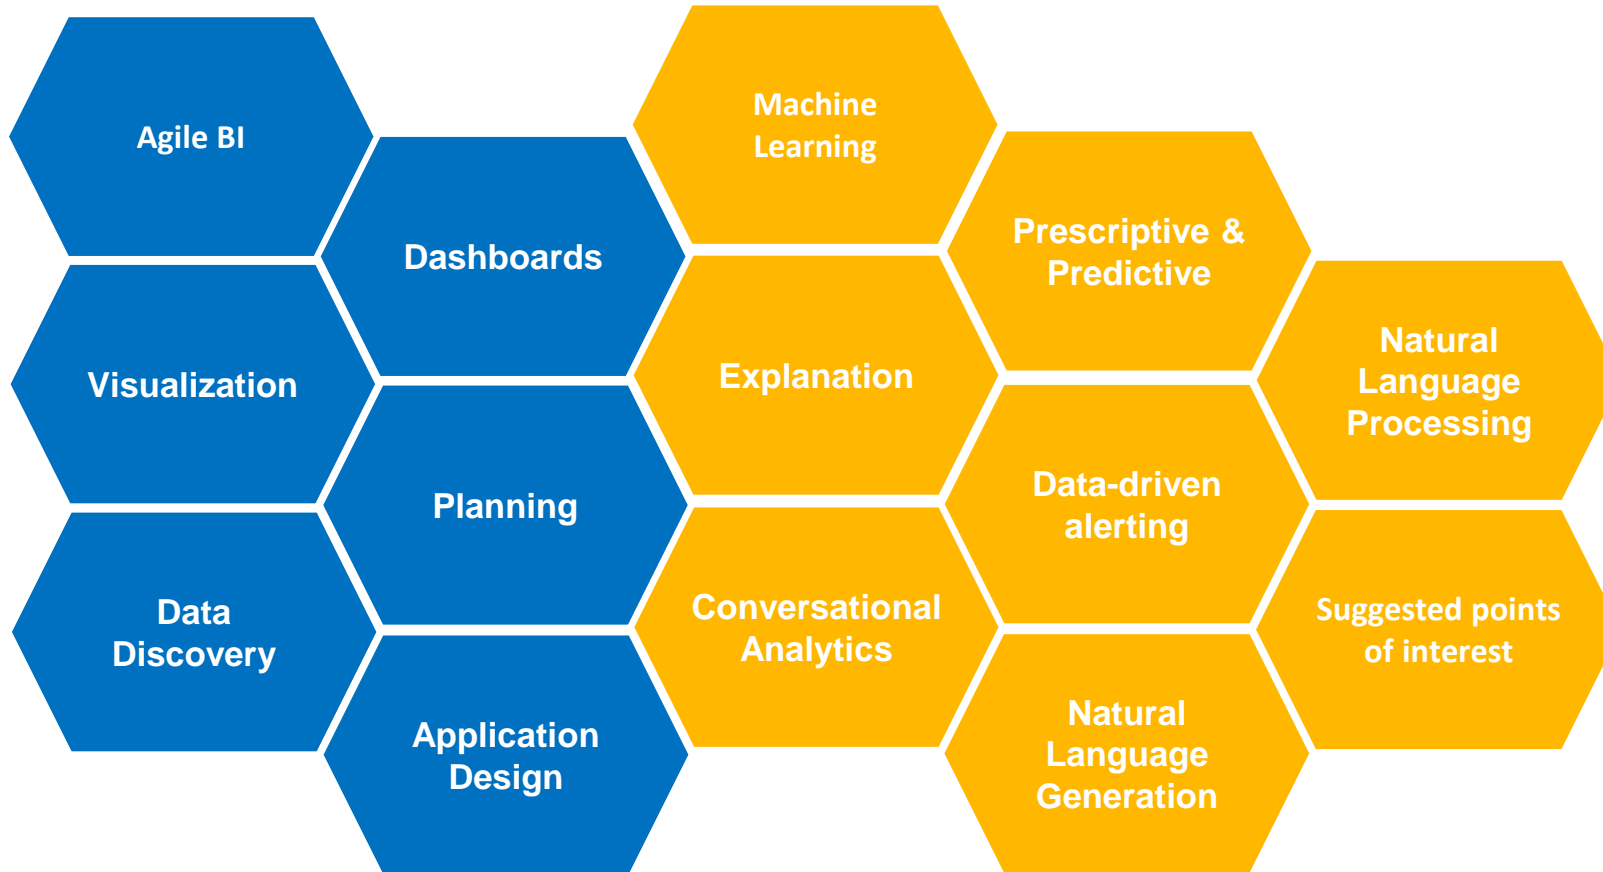 Agile BI
Visualization
Data
Discovery
Dashboards
Planning
Application
Design
Machine
Learning
Explanation
Conversational
Analytics
Prescriptive &
Predictive
Data-driven
alerting
Natural
Language
Generation
Natural
Language
Processing
Suggested points
of interest